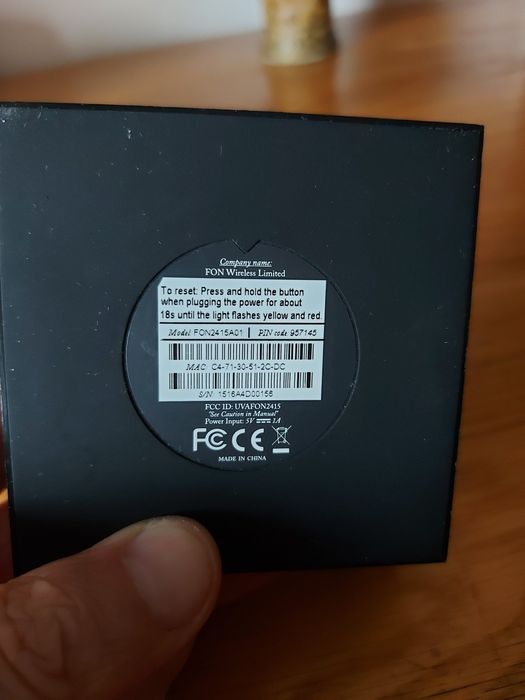 Company name:
FON Wireless Limited
To reset: Press and hold the button
when plugging the power for about
18s until the light flashes yellow and red.
Model: FON2415A01 | PIN code: 957145
MAC: C4-71-30-51-2C-DC
S/N: 1516A4D00156
FCC ID: UVAFON2415
"See Caution in Manual"
Power Input: 5V ⎓ 1A
FC CE
MADE IN CHINA